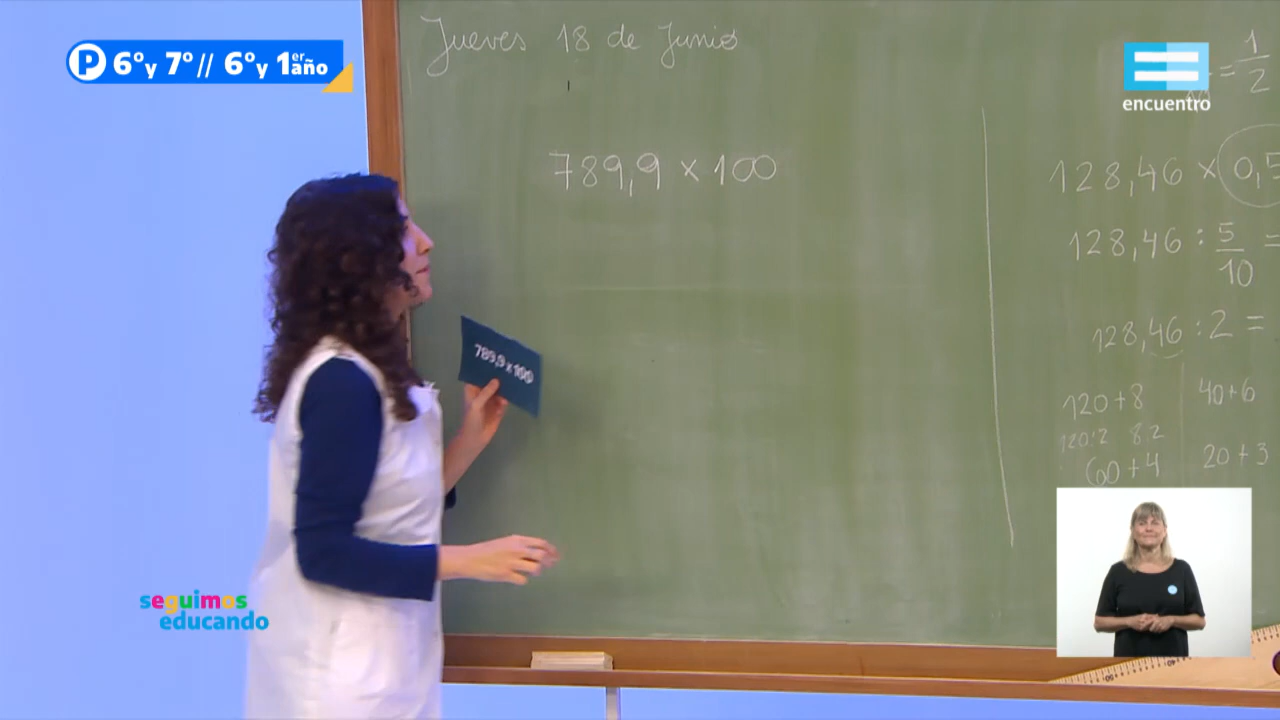 P 6º y 7º // 6º y 1er año
Jueves 18 de Junio
789,9 x 100
789,9 x 100
= 1/2
encuentro
128,46 x 0,5
128,46 : 5/10 =
128,46 : 2 =
120+8 40+6
120:2 8:2
60+4 20+3
seguimos
educando